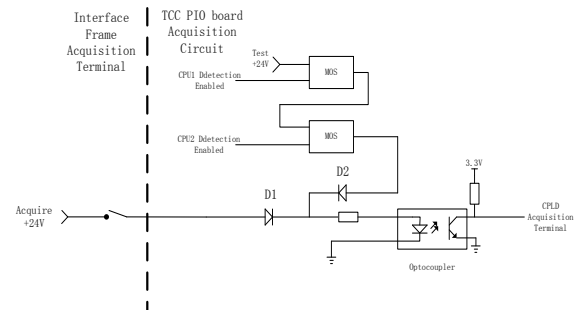 Interface
Frame
Acquisition
Terminal
TCC PIO board
Acquisition
Circuit
Test
+24V
MOS
CPU1 Ddetection
Enabled
MOS
CPU2 Ddetection
Enabled
D2
3.3V
D1
Acquire
+24V
CPLD
Acquisition
Terminal
Optocoupler